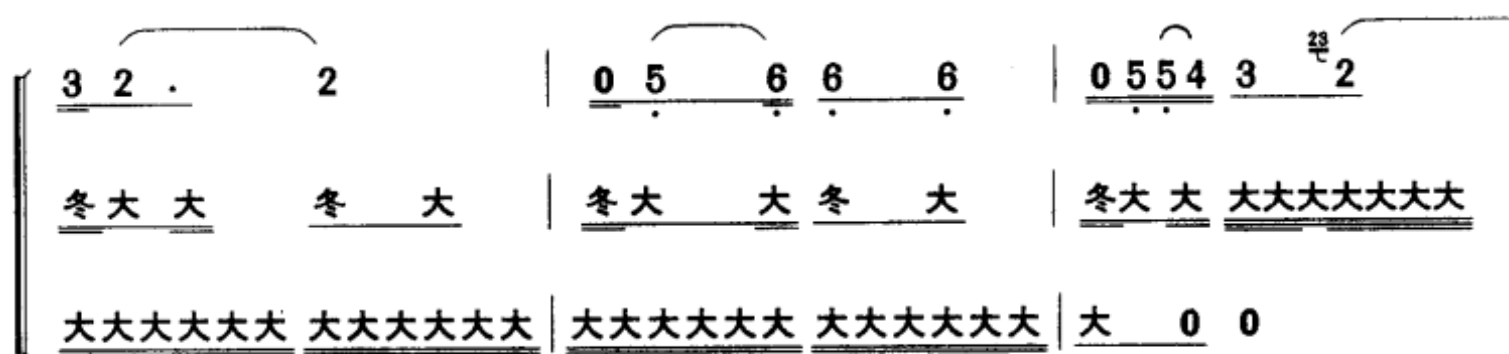 3 2 . 2 | 0 5 6 6 6 | 0 5 5 4 3 23 2
冬 大 大 冬 大 | 冬 大 大 冬 大 | 冬 大 大 大大大大大大大
大大大大大大 大大大大大大 | 大大大大大大 大大大大大大 | 大 0 0